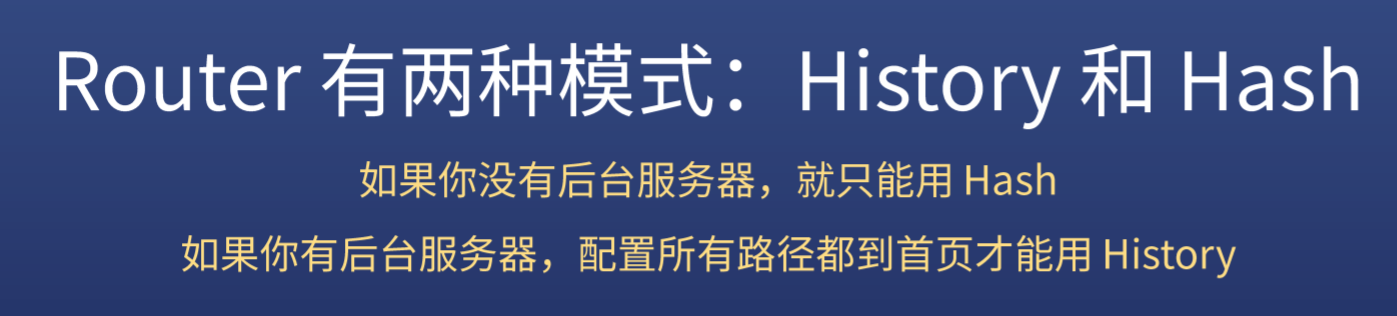 Router 有两种模式：History 和 Hash
如果你没有后台服务器，就只能用 Hash
如果你有后台服务器，配置所有路径都到首页才能用 History